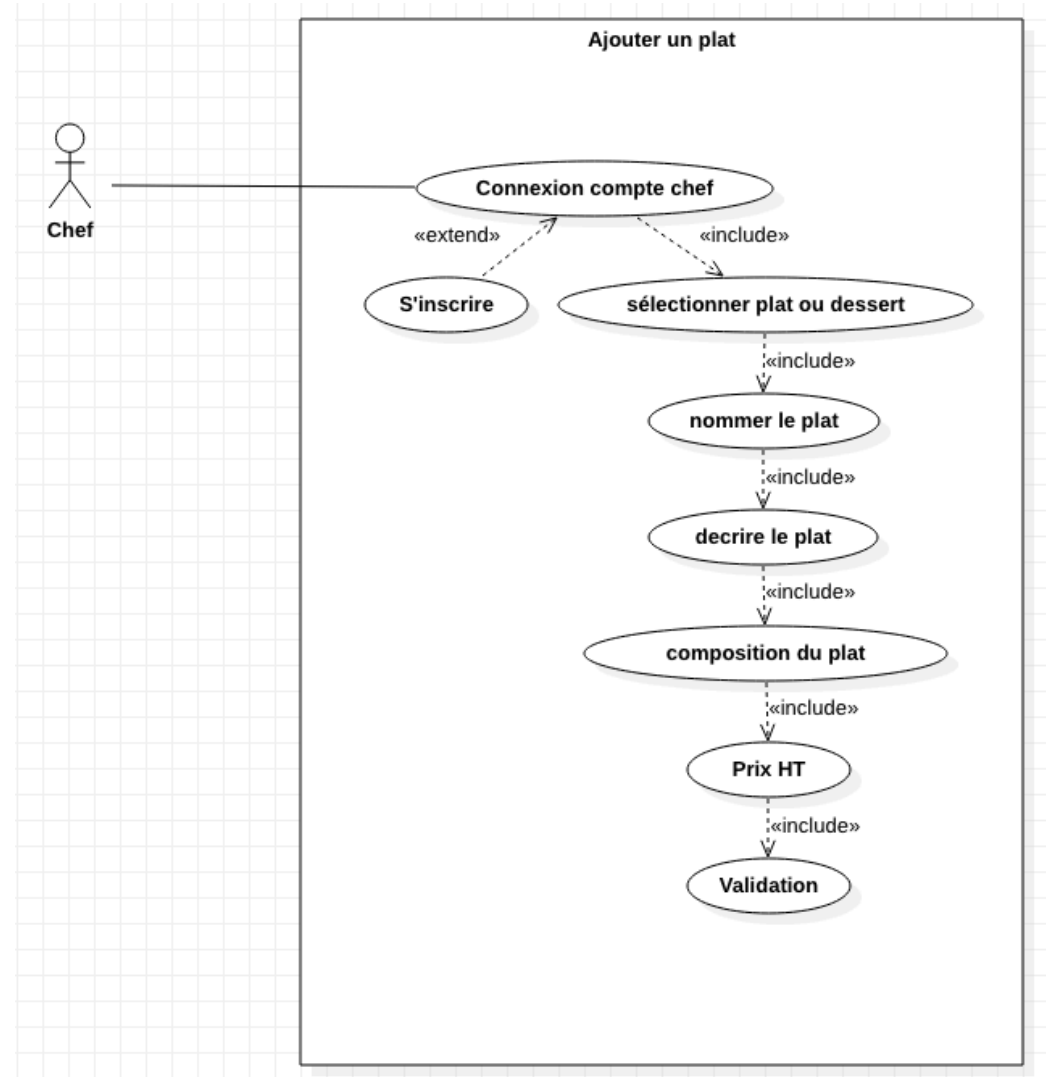 Ajouter un plat
Chef
Connexion compte chef
«extend»
«include»
S'inscrire
sélectionner plat ou dessert
«include»
nommer le plat
«include»
decrire le plat
«include»
composition du plat
«include»
Prix HT
«include»
Validation